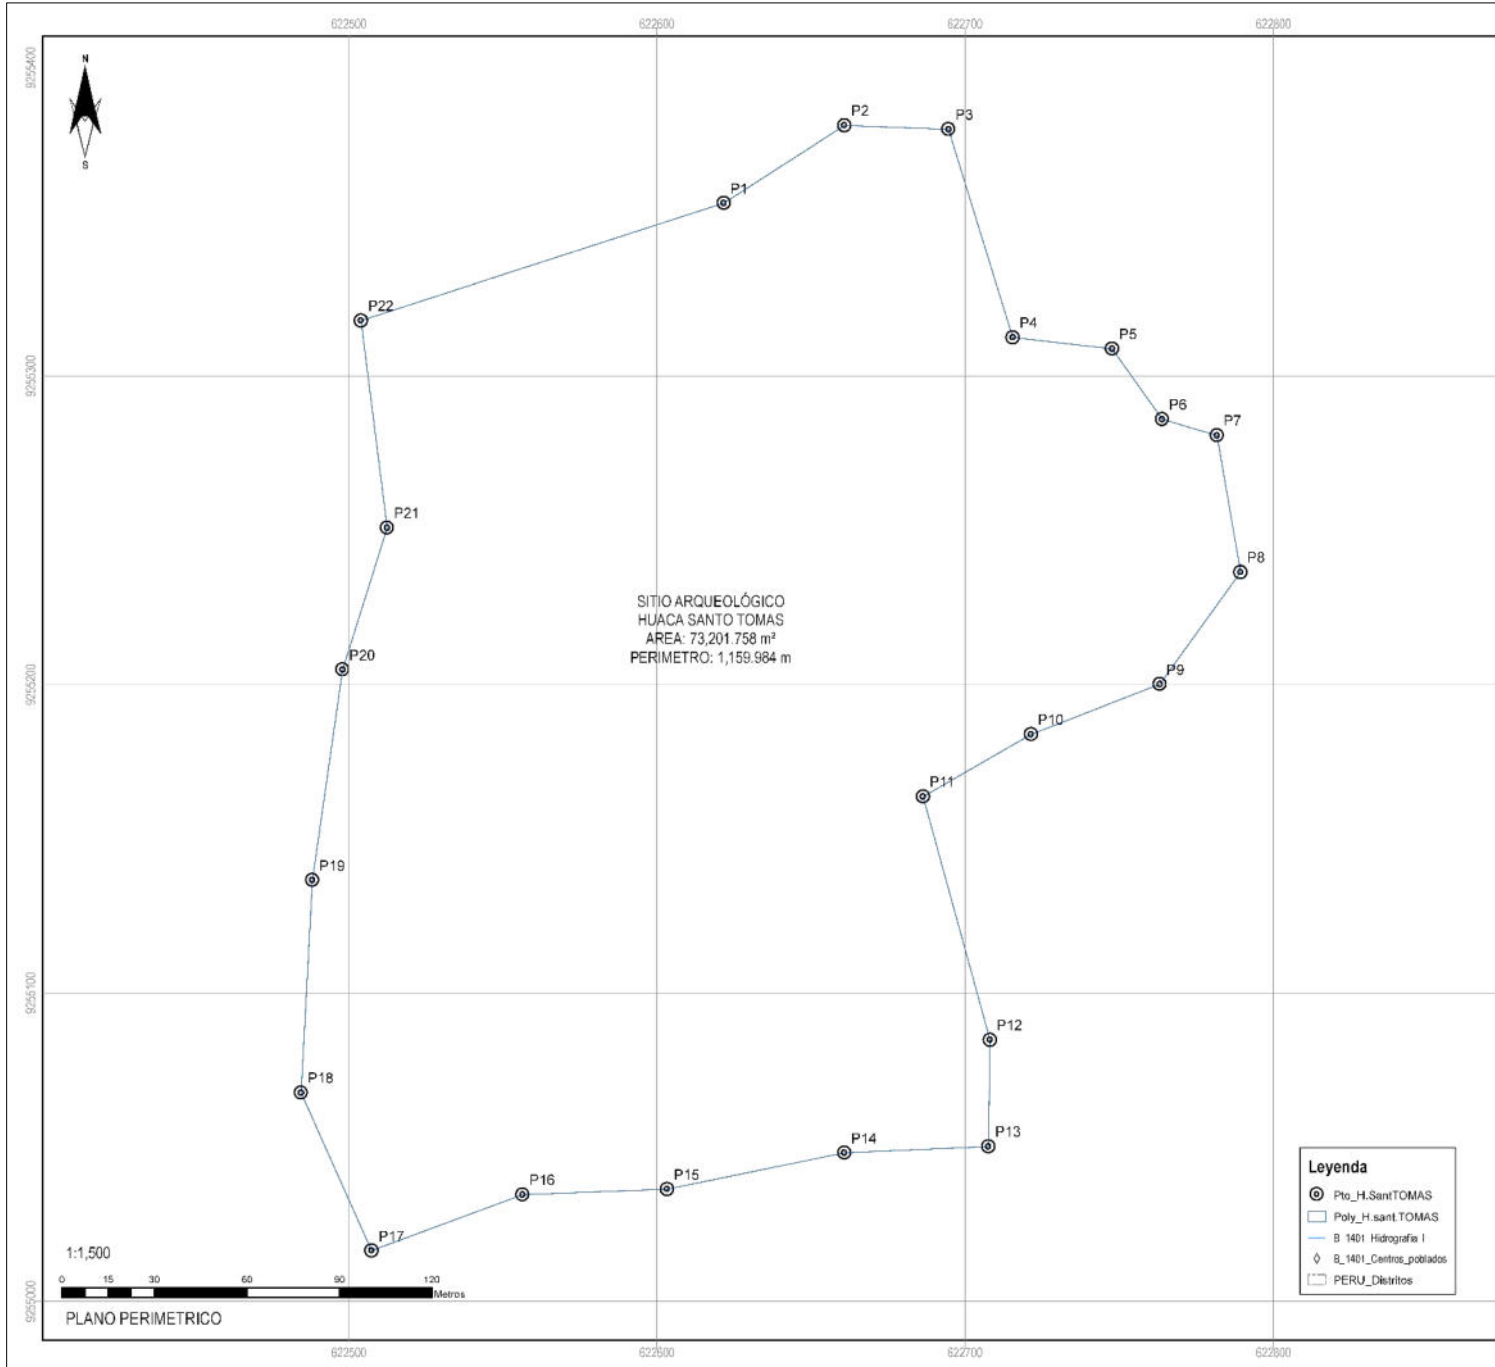 622500
622600
622700
622800
9255400
N
S
P2
P3
P1
P22
P4
P5
9255300
P6
P7
P21
P8
SITIO ARQUEOLÓGICO
HUACA SANTO TOMAS
AREA: 73,201.758 m²
PERIMETRO: 1,159.984 m
P20
P9
9255200
P10
P11
P19
9255100
P12
P18
P13
P14
P15
P16
P17
Leyenda
Pto_H.SantTOMAS
Poly_H.sant.TOMAS
B_1401_Hidrografia_l
B_1401_Centros_poblados
PERU_Distritos
1:1,500
0 15 30 60 90 120
Metros
9255000
PLANO PERIMETRICO
622500
622600
622700
622800